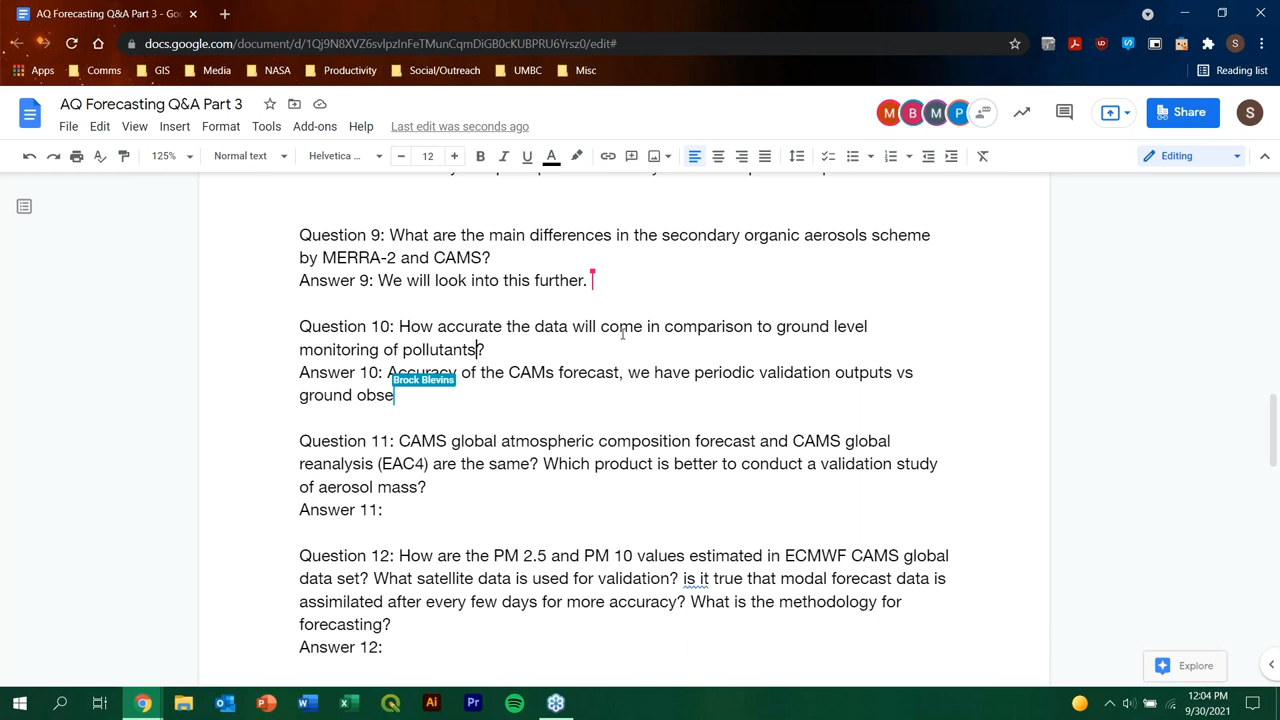 AQ Forecasting Q&A Part 3 - Go
docs.google.com/document/d/1Qj9N8XVZ6svlpzInFeTMunCqmDiGB0cKUBPRU6Yrsz0/edit#
S
Apps Comms GIS Media NASA Productivity Social/Outreach UMBC Misc Reading list
AQ Forecasting Q&A Part 3
M B M P Share S
File Edit View Insert Format Tools Add-ons Help Last edit was seconds ago
125% Normal text Helvetica ... 12 B I U A Editing
Question 9: What are the main differences in the secondary organic aerosols scheme
by MERRA-2 and CAMS?
Answer 9: We will look into this further.
Question 10: How accurate the data will come in comparison to ground level
monitoring of pollutants?
Answer 10: Accuracy of the CAMs forecast, we have periodic validation outputs vs
Brock Blevins
ground obse
Question 11: CAMS global atmospheric composition forecast and CAMS global
reanalysis (EAC4) are the same? Which product is better to conduct a validation study
of aerosol mass?
Answer 11:
Question 12: How are the PM 2.5 and PM 10 values estimated in ECMWF CAMS global
data set? What satellite data is used for validation? is it true that modal forecast data is
assimilated after every few days for more accuracy? What is the methodology for
forecasting?
Answer 12:
Explore
Ai Pr
12:04 PM
9/30/2021